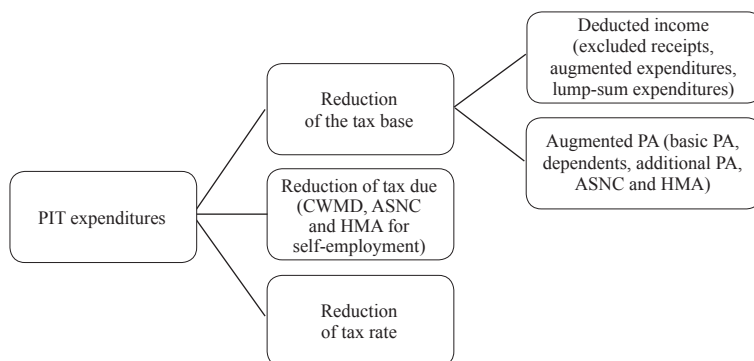 PIT expenditures
Reduction
of the tax base
Deducted income
(excluded receipts,
augmented expenditures,
lump-sum expenditures)
Augmented PA (basic PA,
dependents, additional PA,
ASNC and HMA)
Reduction of tax due
(CWMD, ASNC
and HMA for
self-employment)
Reduction
of tax rate